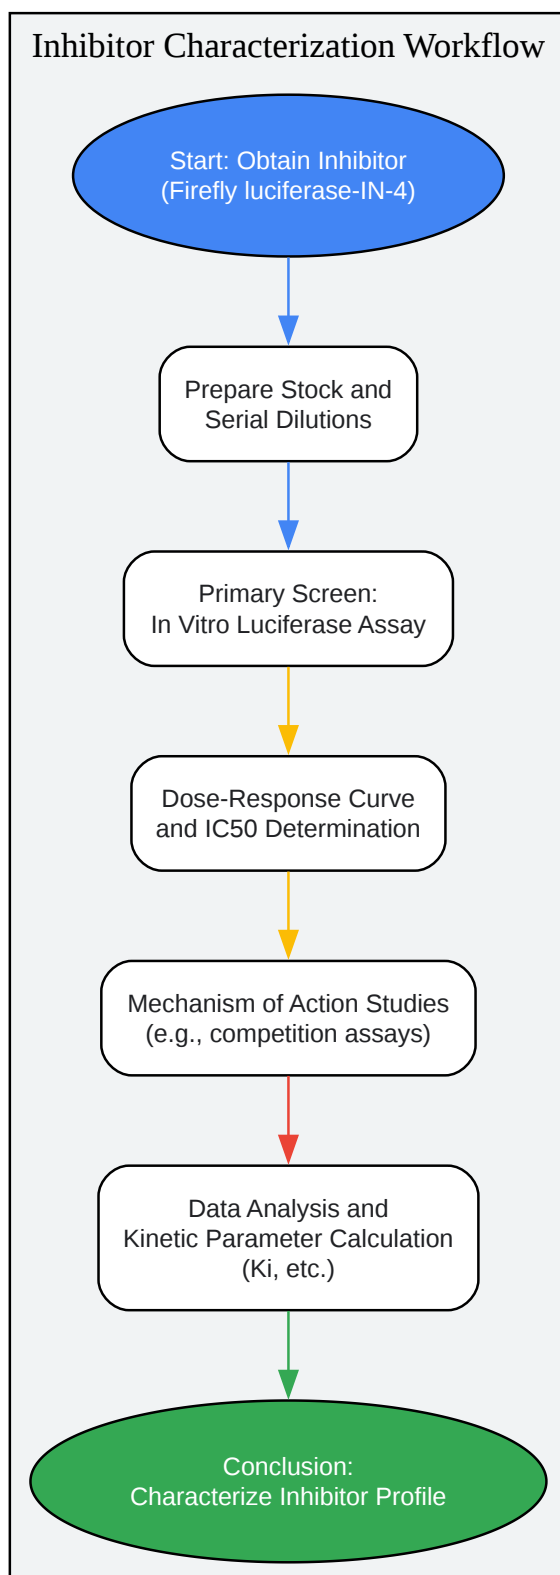 Inhibitor Characterization Workflow
Start: Obtain Inhibitor
(Firefly luciferase-IN-4)
Prepare Stock and
Serial Dilutions
Primary Screen:
In Vitro Luciferase Assay
Dose-Response Curve
and IC50 Determination
Mechanism of Action Studies
(e.g., competition assays)
Data Analysis and
Kinetic Parameter Calculation
(Ki, etc.)
Conclusion:
Characterize Inhibitor Profile